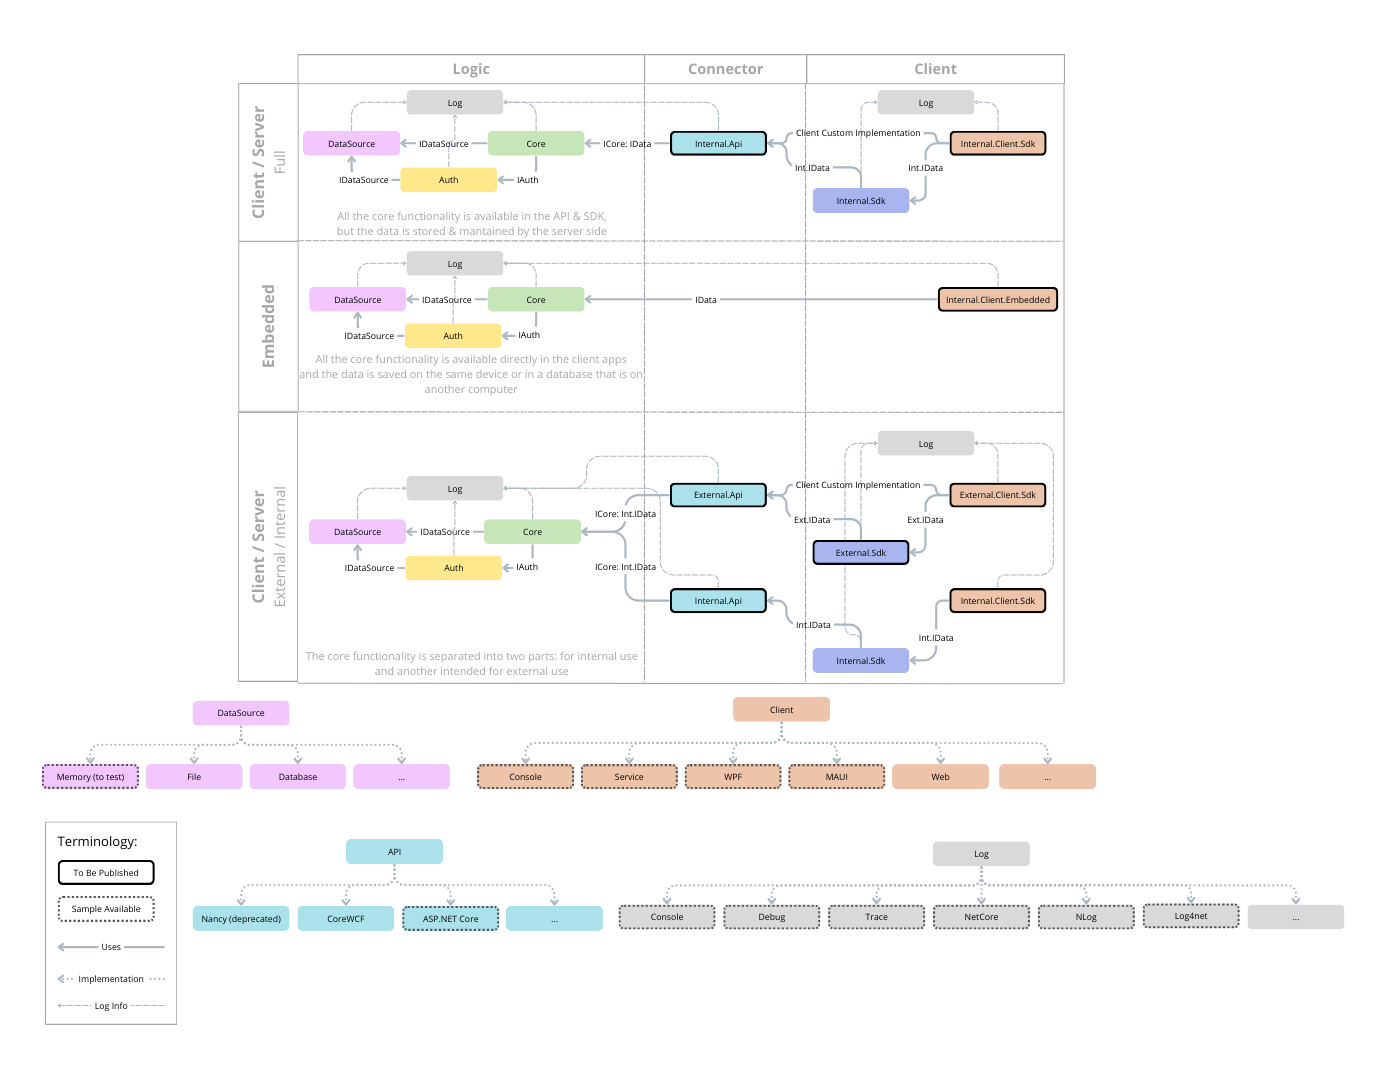 Logic
Connector
Client
Client / Server
Full
Log
Log
DataSource
IDataSource
Core
ICore: IData
Internal.Api
Client Custom Implementation
Internal.Client.Sdk
Int.IData
Int.IData
IDataSource
Auth
IAuth
Internal.Sdk
All the core functionality is available in the API & SDK,
but the data is stored & mantained by the server side
Embedded
Log
DataSource
IDataSource
Core
IData
Internal.Client.Embedded
IDataSource
Auth
IAuth
All the core functionality is available directly in the client apps
and the data is saved on the same device or in a database that is on
another computer
Client / Server
External / Internal
Log
Log
External.Api
Client Custom Implementation
External.Client.Sdk
ICore: Int.IData
Ext.IData
Ext.IData
DataSource
IDataSource
Core
External.Sdk
IDataSource
Auth
IAuth
ICore: Int.IData
Internal.Api
Internal.Client.Sdk
Int.IData
Int.IData
Internal.Sdk
The core functionality is separated into two parts: for internal use
and another intended for external use
DataSource
Memory (to test)
File
Database
...
Client
Console
Service
WPF
MAUI
Web
...
Terminology:
To Be Published
Sample Available
Uses
Implementation
Log Info
API
Nancy (deprecated)
CoreWCF
ASP.NET Core
...
Log
Console
Debug
Trace
NetCore
NLog
Log4net
...